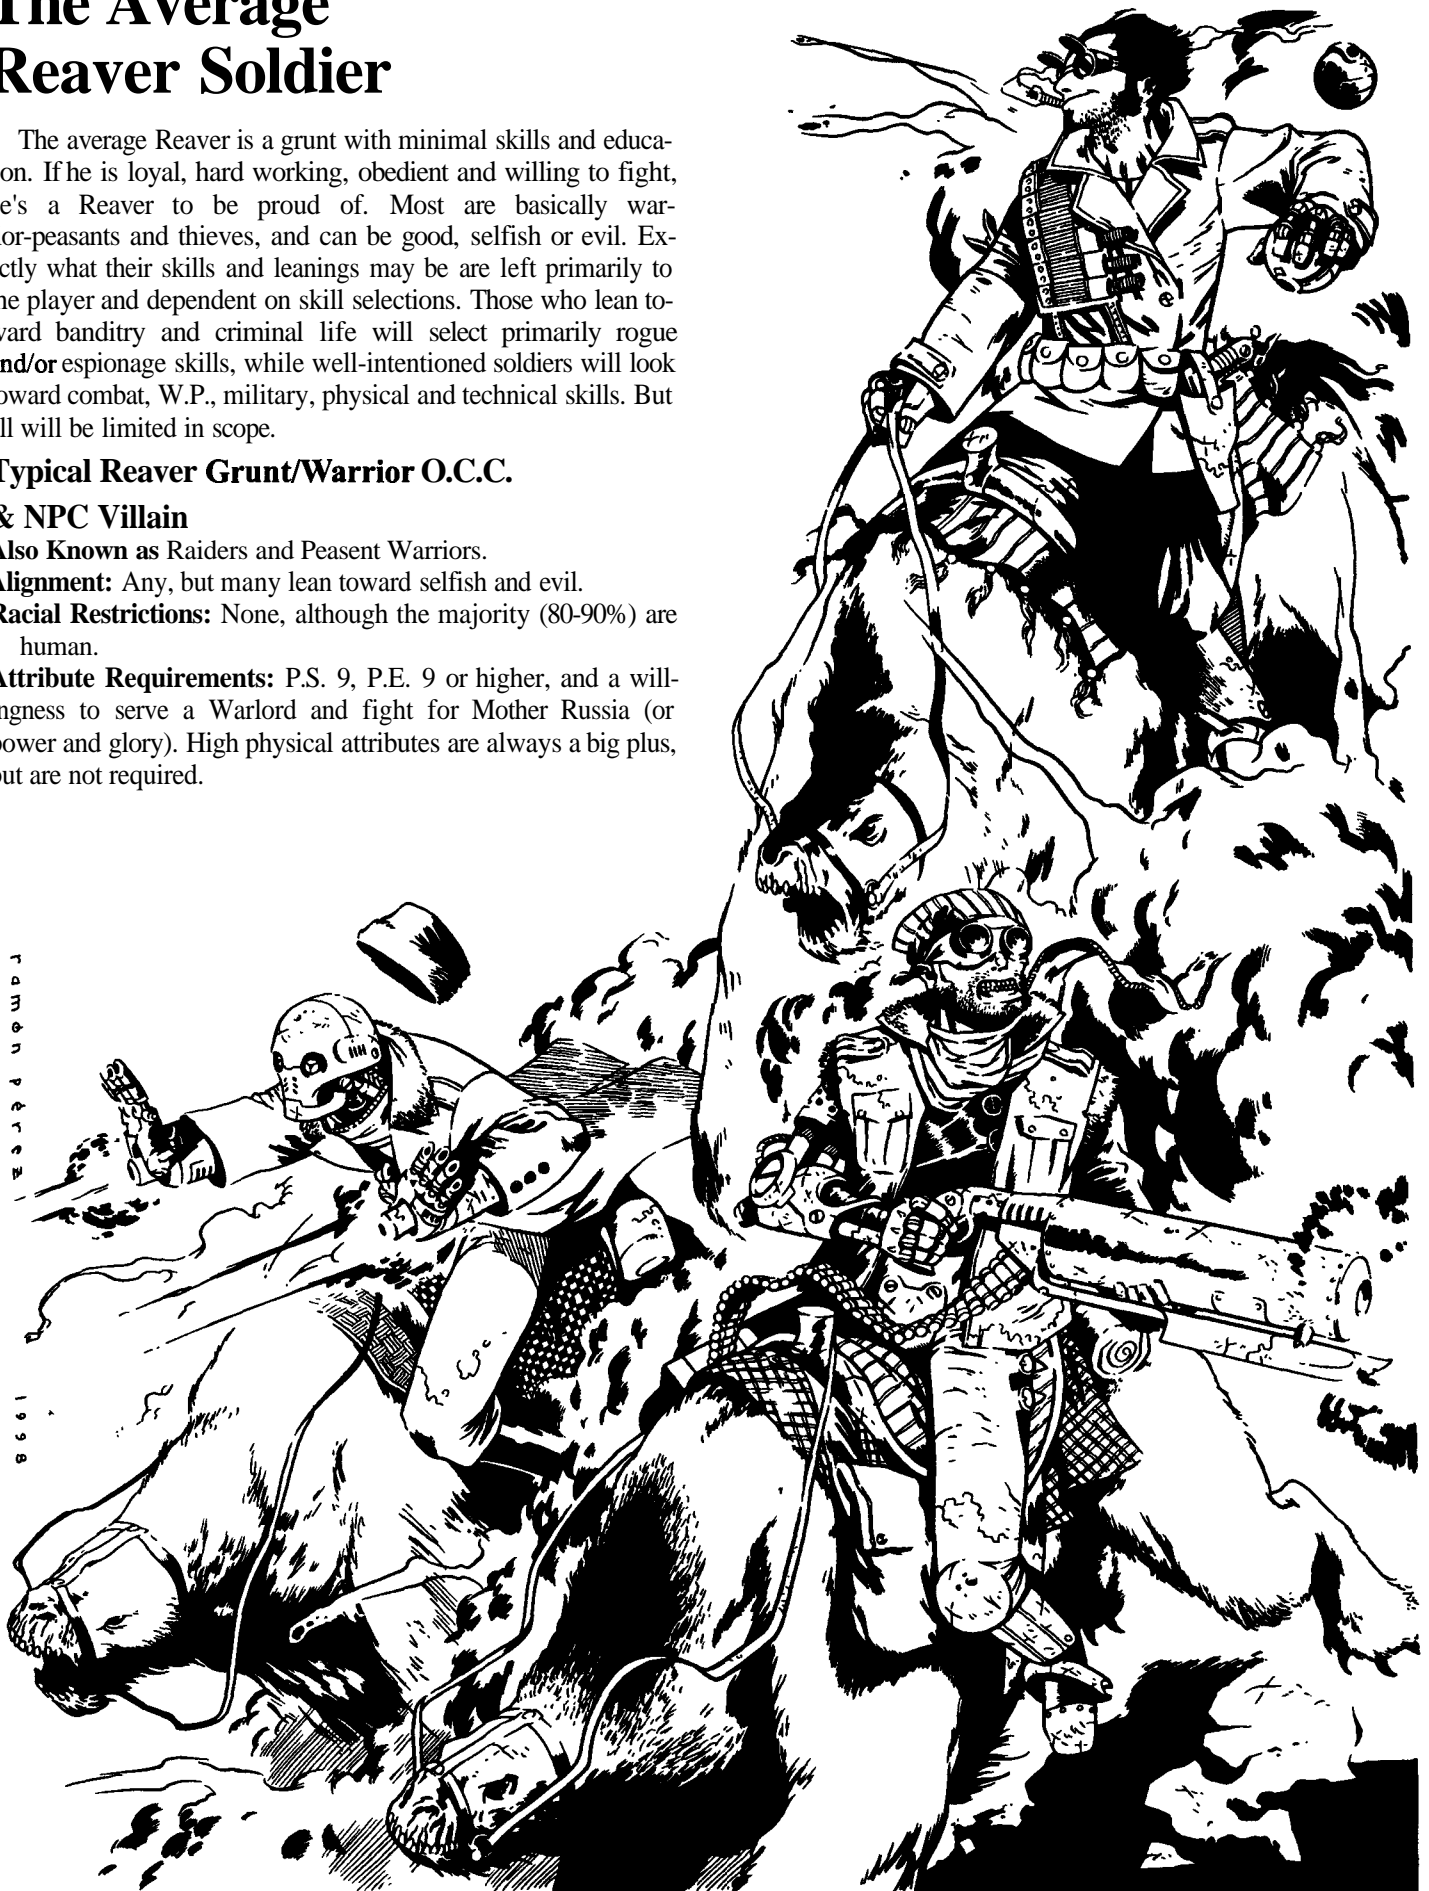 The Average
Reaver Soldier
The average Reaver is a grunt with minimal skills and educa-
on. If he is loyal, hard working, obedient and willing to fight,
e's a Reaver to be proud of. Most are basically war-
ior-peasants and thieves, and can be good, selfish or evil. Ex-
ctly what their skills and leanings may be are left primarily to
he player and dependent on skill selections. Those who lean to-
ward banditry and criminal life will select primarily rogue
nd/or espionage skills, while well-intentioned soldiers will look
oward combat, W.P., military, physical and technical skills. But
ll will be limited in scope.
Typical Reaver Grunt/Warrior O.C.C.
& NPC Villain
Also Known as Raiders and Peasent Warriors.
Alignment: Any, but many lean toward selfish and evil.
Racial Restrictions: None, although the majority (80-90%) are
human.
Attribute Requirements: P.S. 9, P.E. 9 or higher, and a will-
ingness to serve a Warlord and fight for Mother Russia (or
power and glory). High physical attributes are always a big plus,
but are not required.
ramón pérez
1998